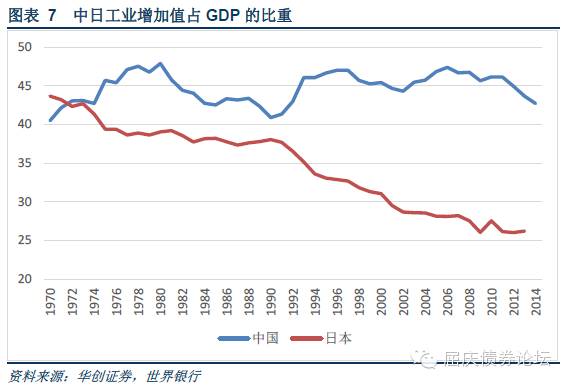 图表 7 中日工业增加值占 GDP 的比重
50
45
40
35
30
25
20
1970 1972 1974 1976 1978 1980 1982 1984 1986 1988 1990 1992 1994 1996 1998 2000 2002 2004 2006 2008 2010 2012 2014
中国 日本
屈庆债券论坛
资料来源：华创证券，世界银行